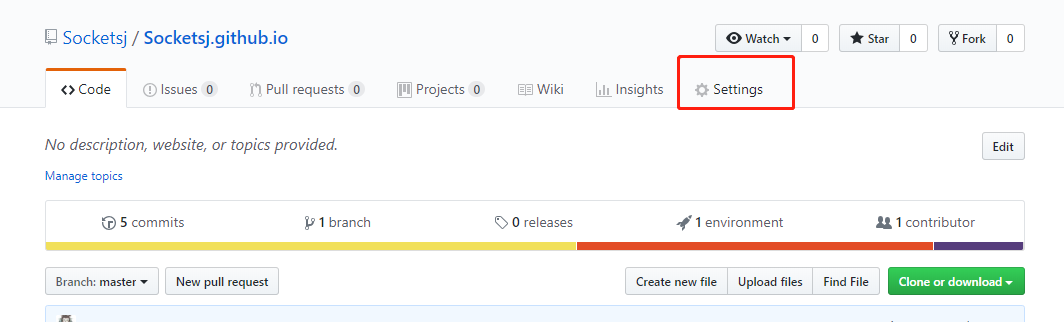 Socketsj / Socketsj.github.io Watch 0 Star 0 Fork 0
Code Issues 0 Pull requests 0 Projects 0 Wiki Insights Settings
No description, website, or topics provided. Edit
Manage topics
5 commits 1 branch 0 releases 1 environment 1 contributor
Branch: master New pull request Create new file Upload files Find File Clone or download